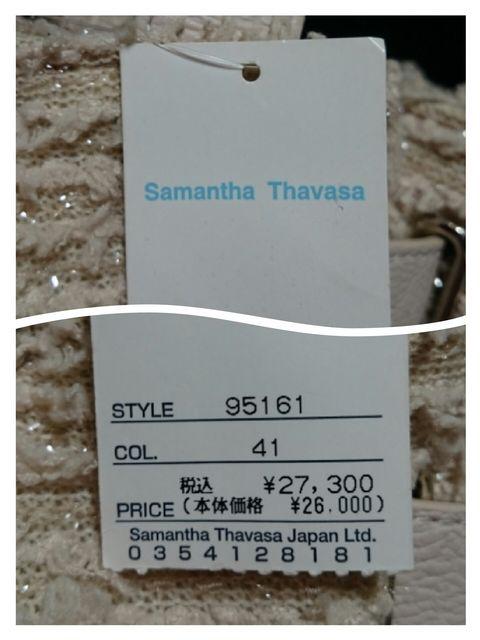 Samantha Thavasa
STYLE 95161
COL. 41
税込 ¥27,300
PRICE (本体価格 ¥26.000)
Samantha Thavasa Japan Ltd.
0354128181